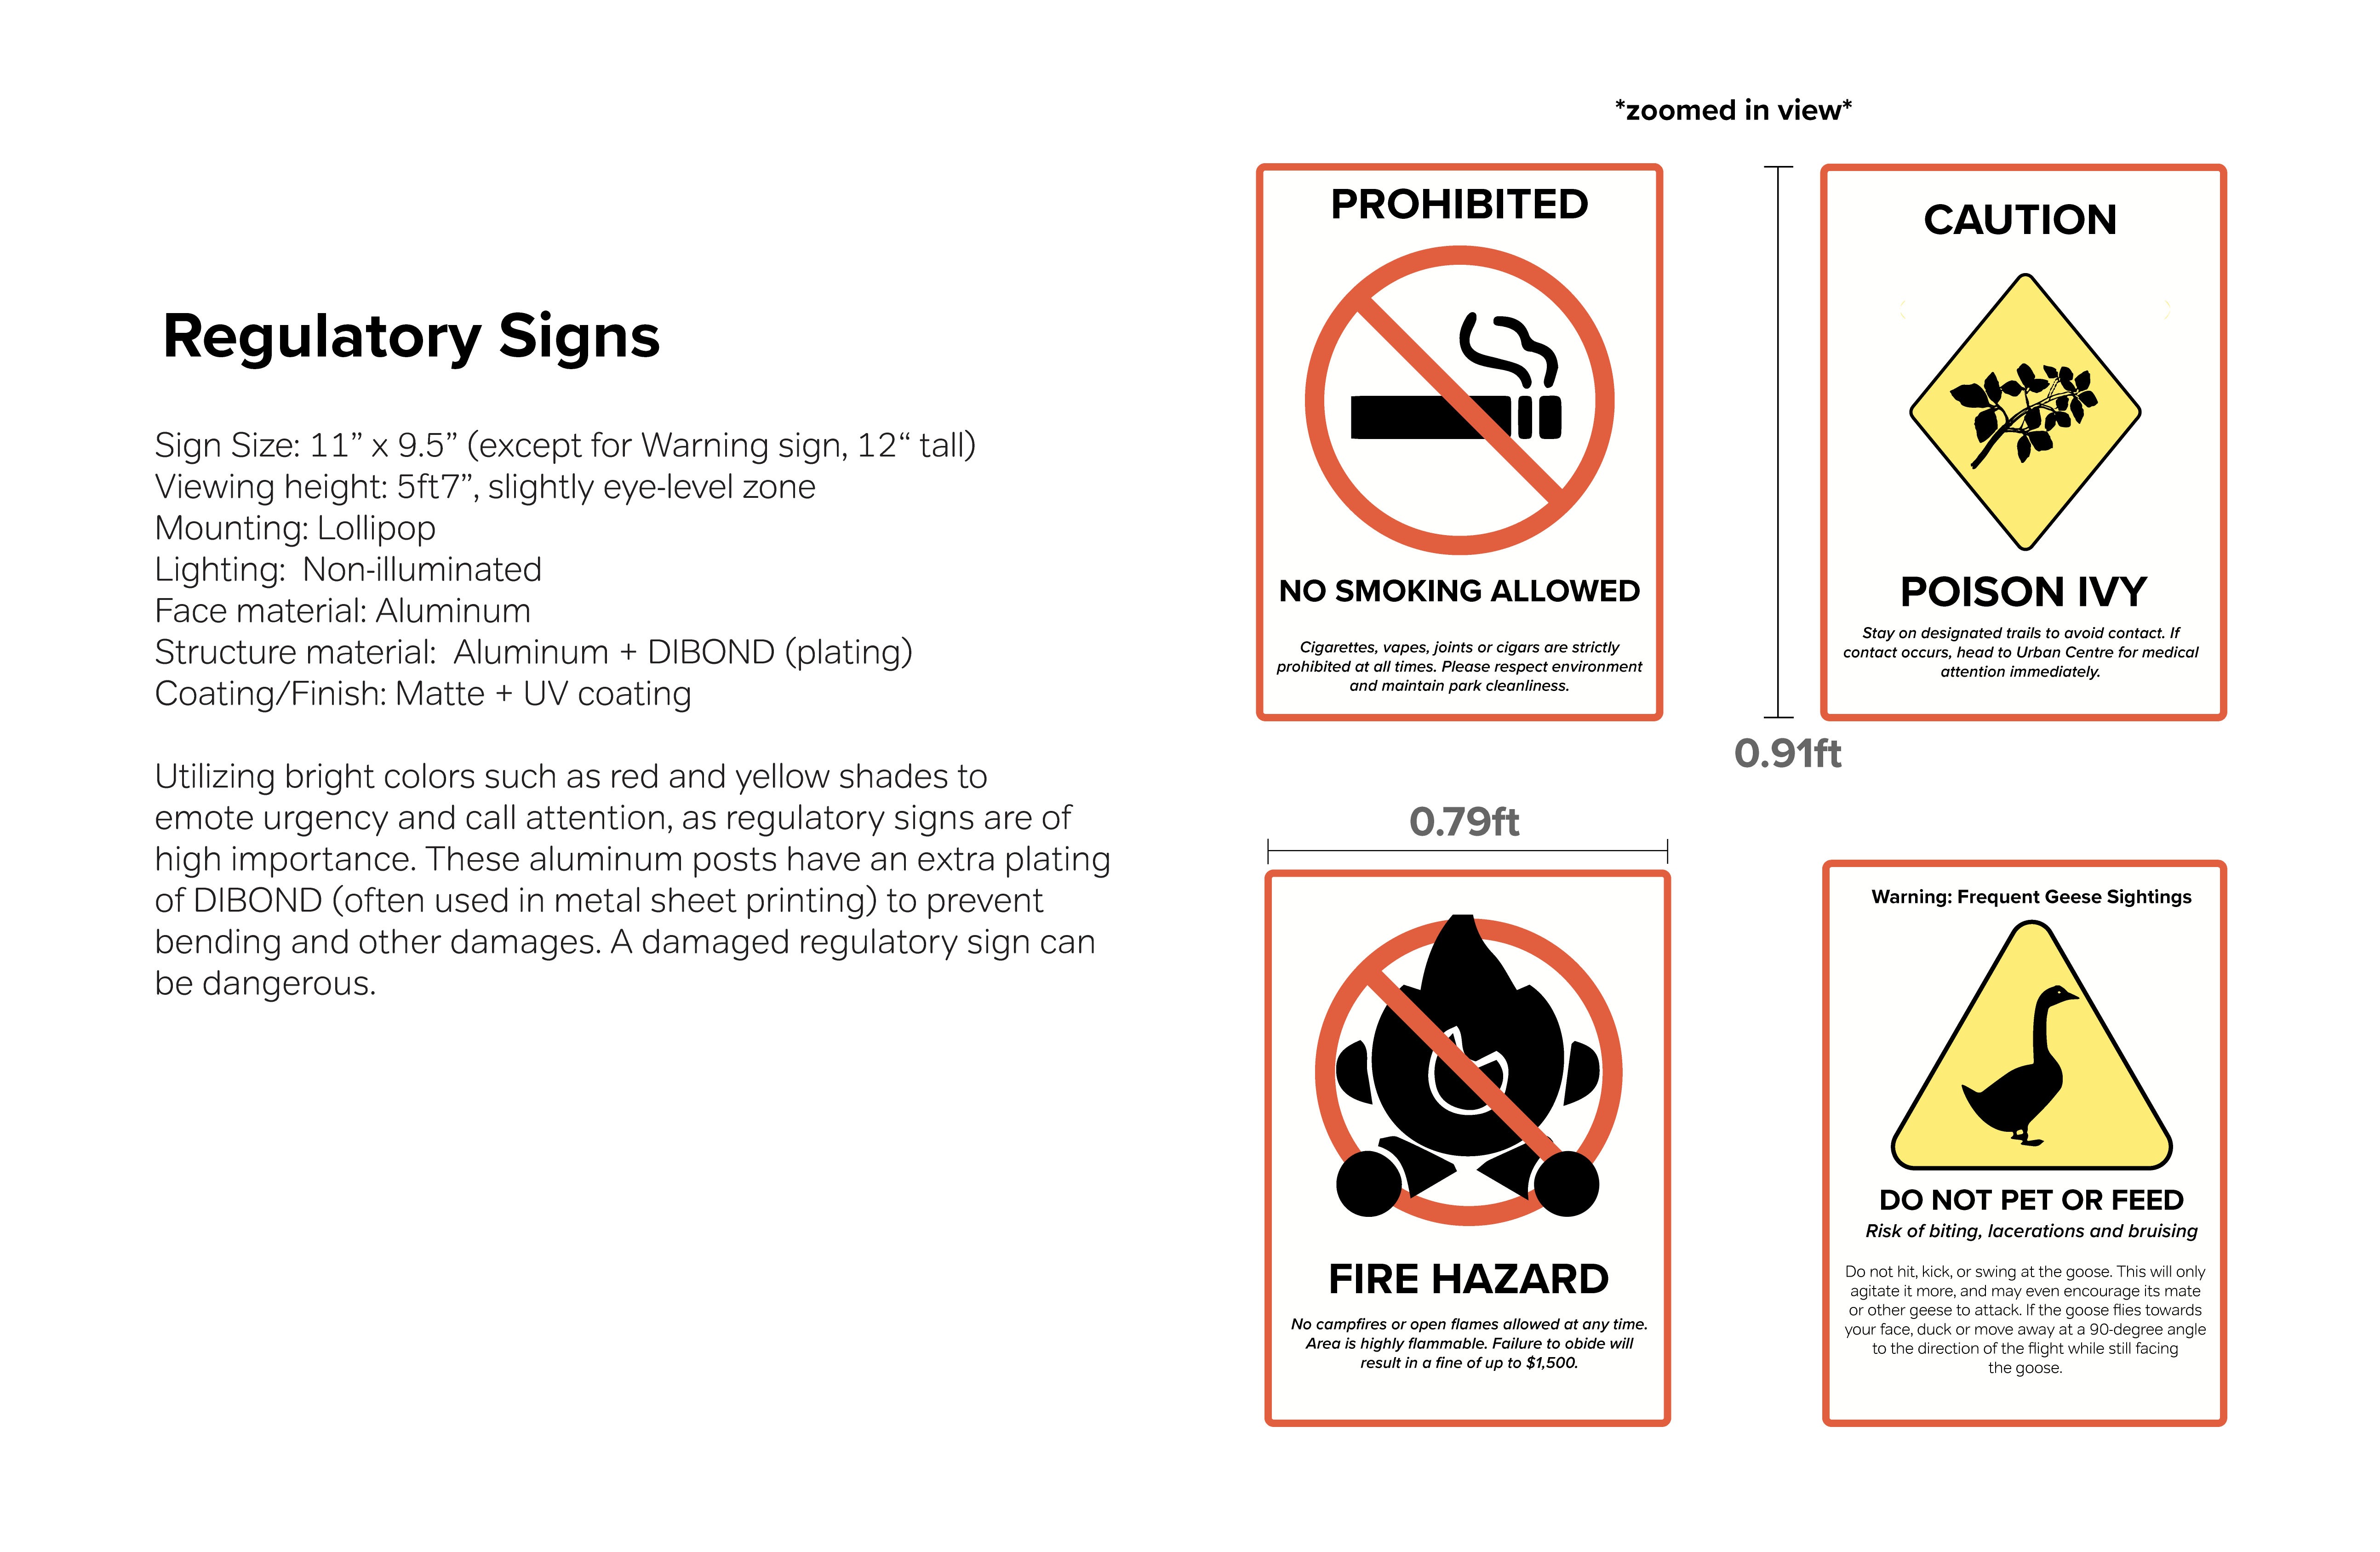 *zoomed in view*
Regulatory Signs
Sign Size: 11” x 9.5” (except for Warning sign, 12“ tall)
Viewing height: 5ft7”, slightly eye-level zone
Mounting: Lollipop
Lighting:  Non-illuminated
Face material: Aluminum
Structure material:  Aluminum + DIBOND (plating)
Coating/Finish: Matte + UV coating
Utilizing bright colors such as red and yellow shades to
emote urgency and call attention, as regulatory signs are of
high importance. These aluminum posts have an extra plating
of DIBOND (often used in metal sheet printing) to prevent
bending and other damages. A damaged regulatory sign can
be dangerous.
PROHIBITED
NO SMOKING ALLOWED
Cigarettes, vapes, joints or cigars are strictly
prohibited at all times. Please respect environment
and maintain park cleanliness.
CAUTION
POISON IVY
Stay on designated trails to avoid contact. If
contact occurs, head to Urban Centre for medical
attention immediately.
0.91ft
0.79ft
FIRE HAZARD
No campfires or open flames allowed at any time.
Area is highly flammable. Failure to obide will
result in a fine of up to $1,500.
Warning: Frequent Geese Sightings
DO NOT PET OR FEED
Risk of biting, lacerations and bruising
Do not hit, kick, or swing at the goose. This will only
agitate it more, and may even encourage its mate
or other geese to attack. If the goose flies towards
your face, duck or move away at a 90-degree angle
to the direction of the flight while still facing
the goose.